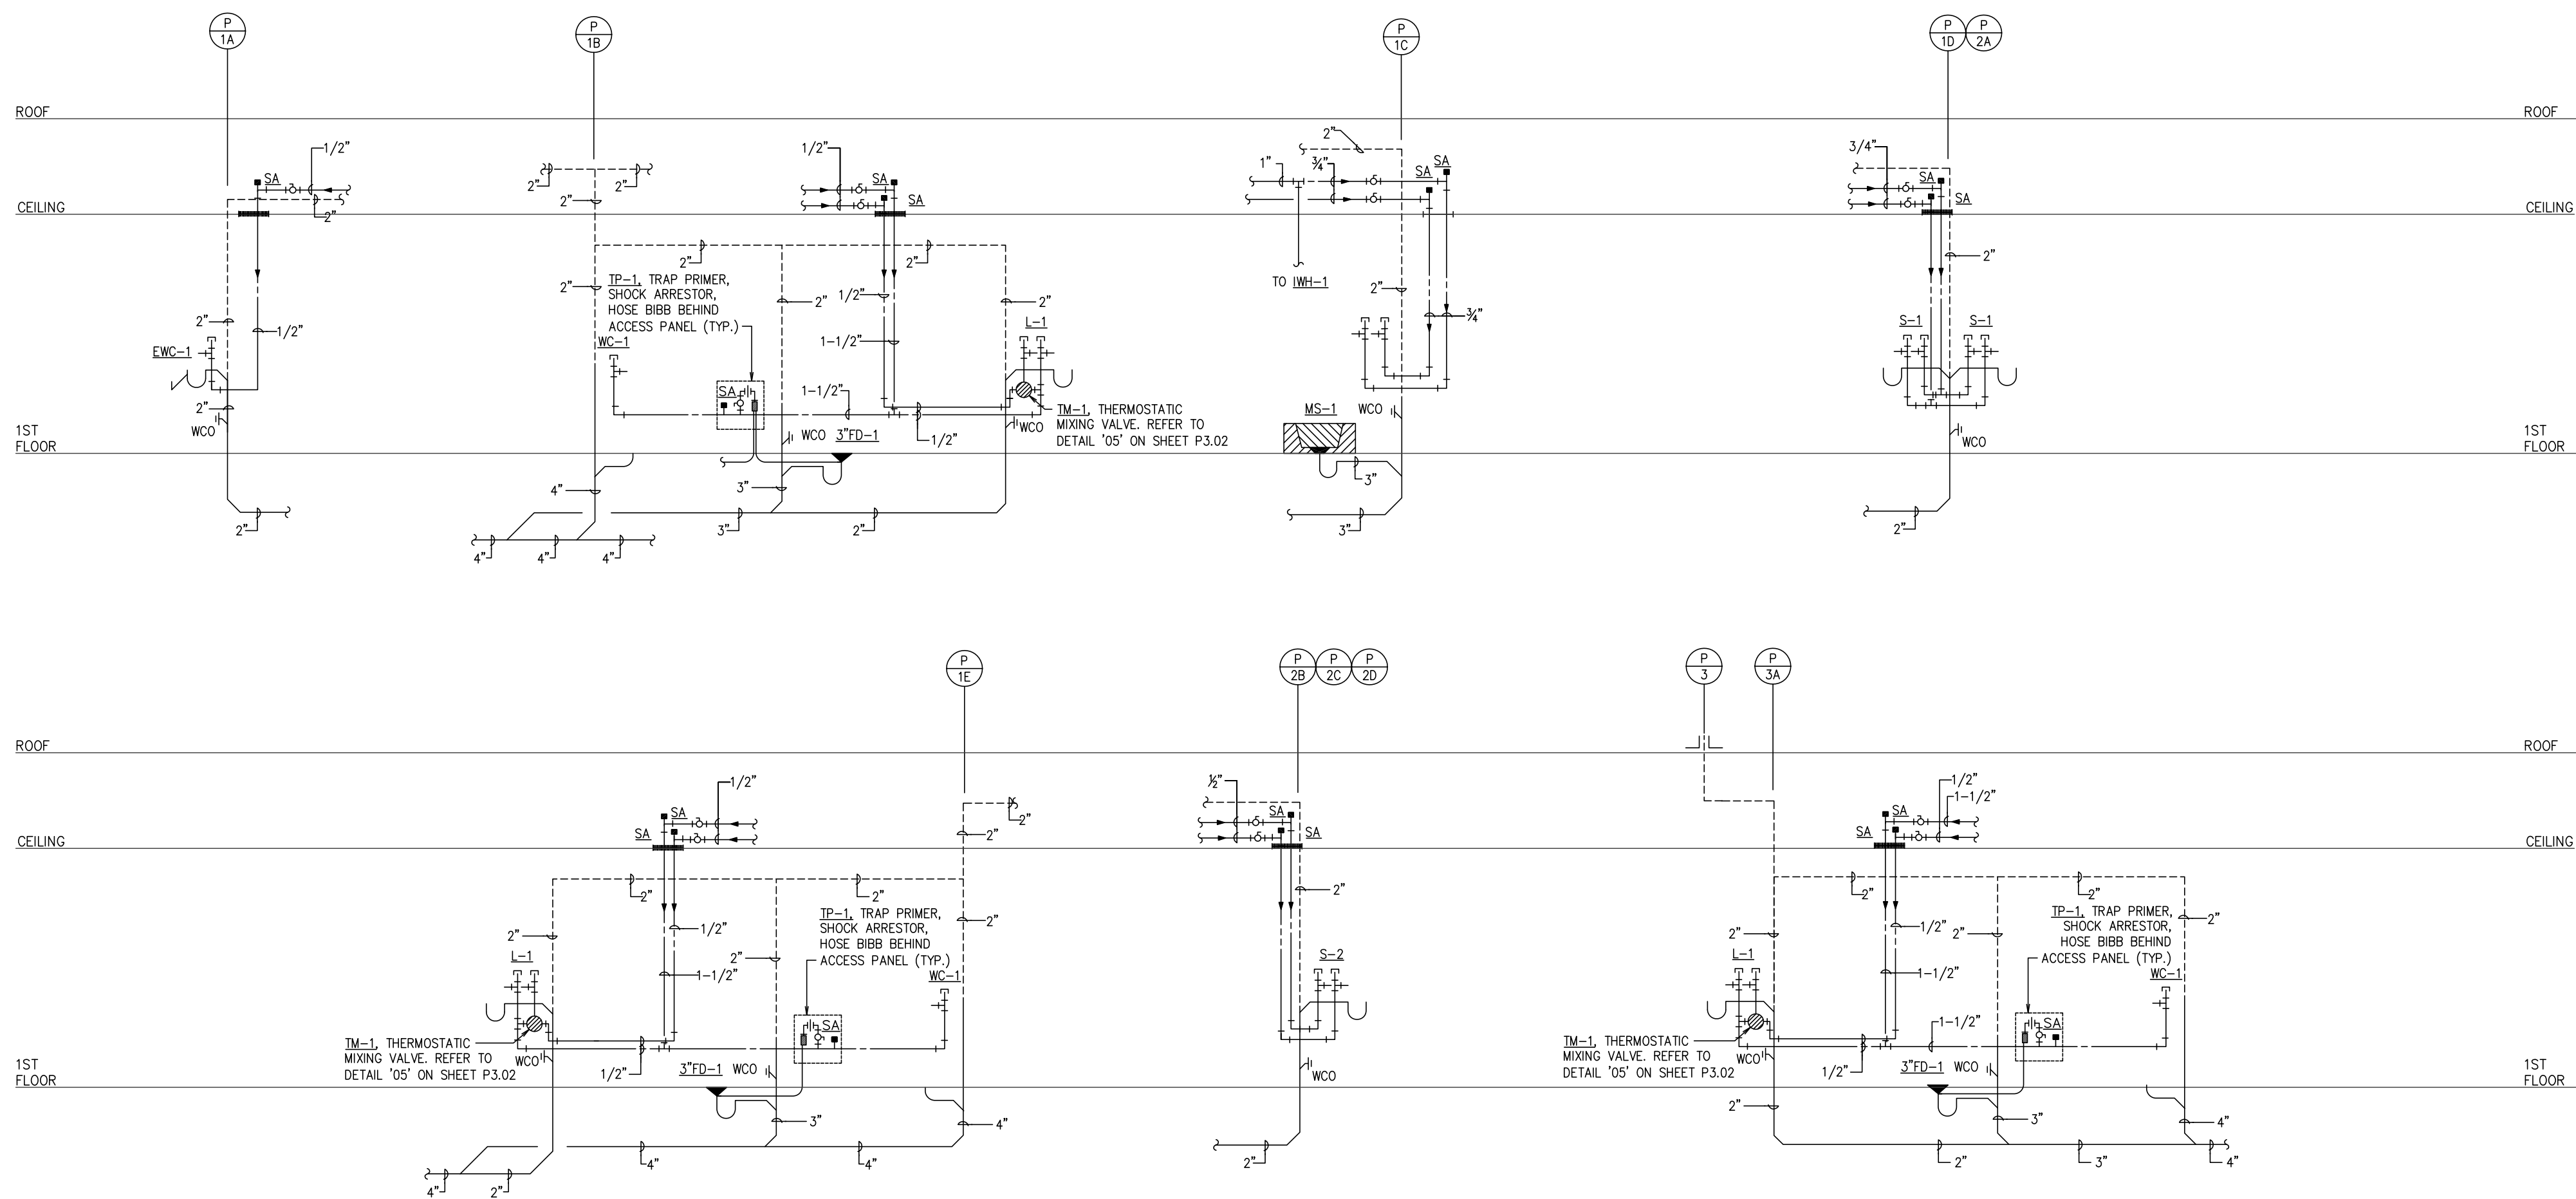 P
1A
P
1B
P
1C
P
1D
P
2A
ROOF
ROOF
1/2"
SA
2"
CEILING
CEILING
2"
1/2"
EWC-1
2"
WCO
1ST
FLOOR
1ST
FLOOR
2"
2"
2"
2"
1/2"
SA
SA
2"
2"
2"
TP-1, TRAP PRIMER,
SHOCK ARRESTOR,
HOSE BIBB BEHIND
ACCESS PANEL (TYP.)
2"
1/2"
2"
WC-1
1-1/2"
L-1
SA
1-1/2"
TM-1, THERMOSTATIC
MIXING VALVE. REFER TO
DETAIL '05' ON SHEET P3.02
WCO
3"FD-1
1/2"
WCO
4"
3"
3"
2"
4"
4"
4"
2"
1"
3/4"
SA
SA
TO IWH-1
2"
3/4"
MS-1
WCO
3"
3"
3/4"
SA
SA
2"
S-1
S-1
WCO
2"
P
1E
P
2B
P
2C
P
2D
P
3
P
3A
ROOF
ROOF
1/2"
SA
SA
2"
2"
CEILING
CEILING
2"
2"
TP-1, TRAP PRIMER,
SHOCK ARRESTOR,
HOSE BIBB BEHIND
ACCESS PANEL (TYP.)
2"
1/2"
2"
2"
L-1
1-1/2"
WC-1
SA
TM-1, THERMOSTATIC
MIXING VALVE. REFER TO
DETAIL '05' ON SHEET P3.02
WCO
1/2"
3"FD-1
WCO
1ST
FLOOR
1ST
FLOOR
3"
4"
4"
4"
4"
2"
1/2"
SA
SA
2"
S-2
WCO
2"
1/2"
1-1/2"
SA
SA
2"
2"
TP-1, TRAP PRIMER,
SHOCK ARRESTOR,
HOSE BIBB BEHIND
ACCESS PANEL (TYP.)
2"
1/2"
2"
2"
L-1
1-1/2"
WC-1
1-1/2"
SA
TM-1, THERMOSTATIC
MIXING VALVE. REFER TO
DETAIL '05' ON SHEET P3.02
WCO
1/2"
3"FD-1
WCO
2"
3"
4"
2"
3"
4"